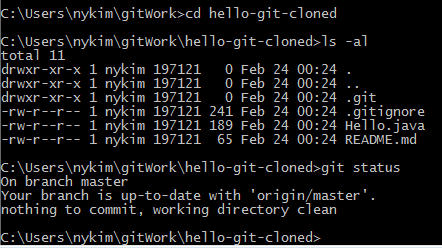 C:\Users\nykim\gitWork>cd hello-git-cloned
C:\Users\nykim\gitWork\hello-git-cloned>ls -al
total 11
drwxr-xr-x 1 nykim 197121   0 Feb 24 00:24 .
drwxr-xr-x 1 nykim 197121   0 Feb 24 00:24 ..
drwxr-xr-x 1 nykim 197121   0 Feb 24 00:24 .git
-rw-r--r-- 1 nykim 197121 241 Feb 24 00:24 .gitignore
-rw-r--r-- 1 nykim 197121 189 Feb 24 00:24 Hello.java
-rw-r--r-- 1 nykim 197121  65 Feb 24 00:24 README.md
C:\Users\nykim\gitWork\hello-git-cloned>git status
On branch master
Your branch is up-to-date with 'origin/master'.
nothing to commit, working directory clean
C:\Users\nykim\gitWork\hello-git-cloned>